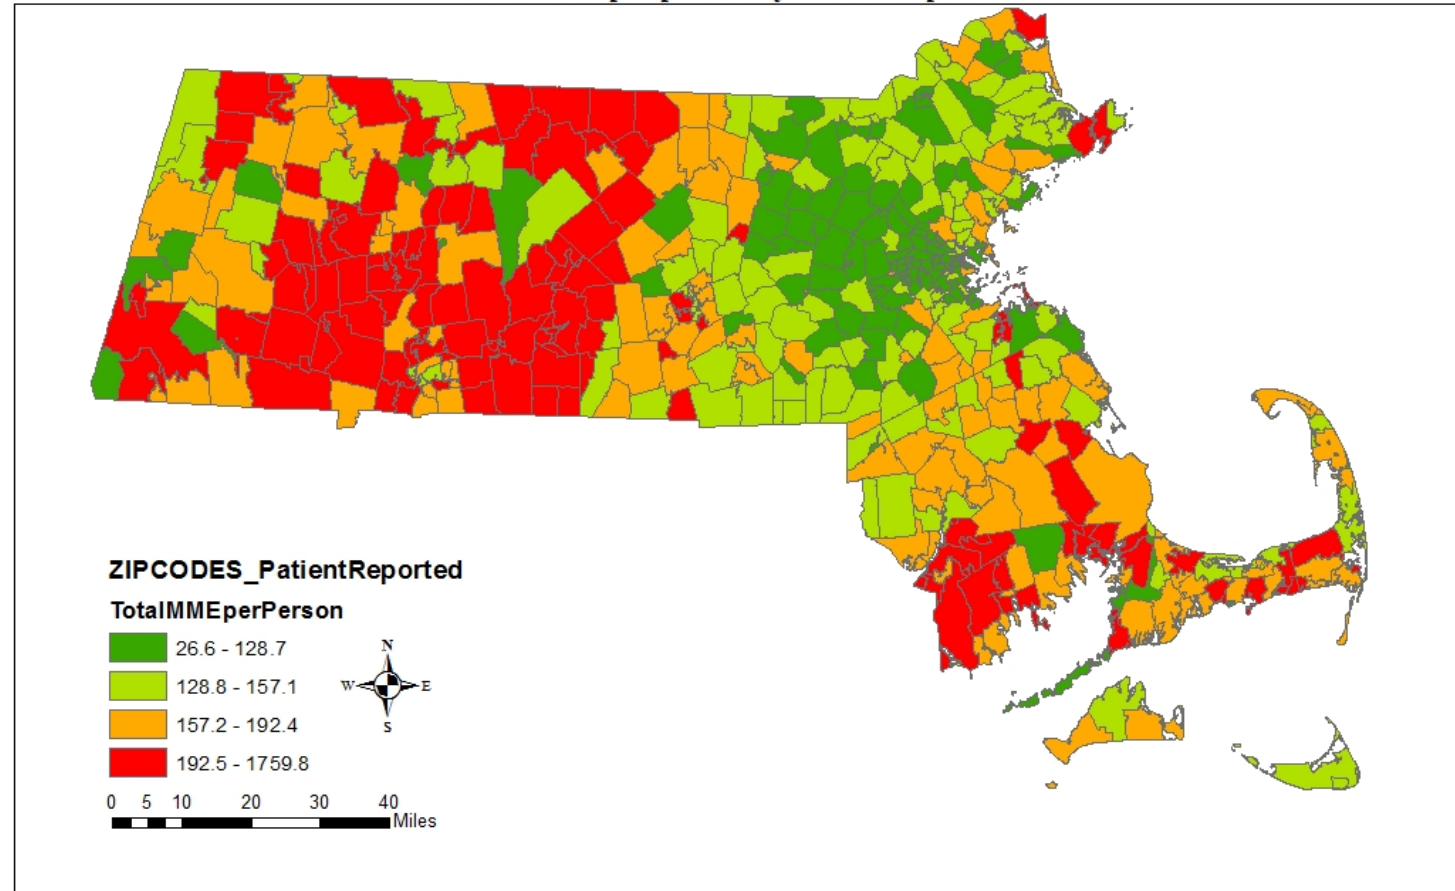 ZIPCODES_PatientReported
TotalMMEperPerson
26.6 - 128.7
128.8 - 157.1
157.2 - 192.4
192.5 - 1759.8
N
W E
S
0 5 10 20 30 40
Miles